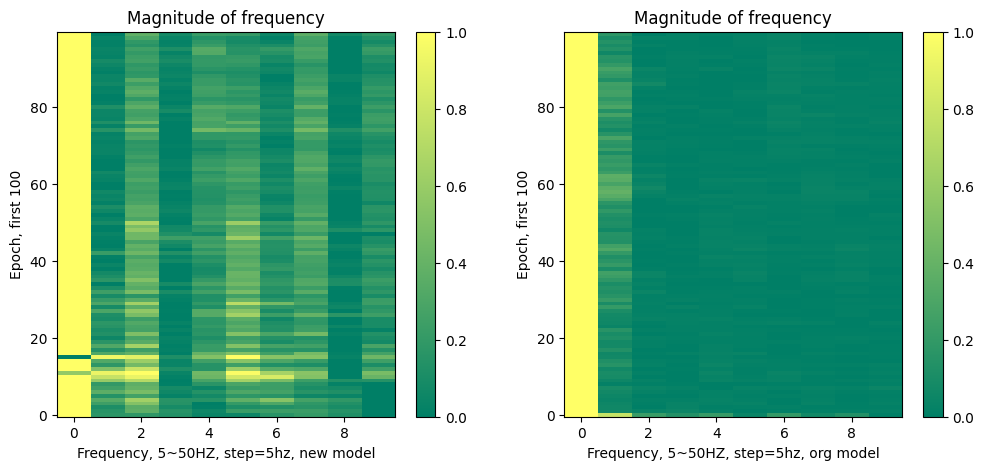 Magnitude of frequency
Epoch, first 100
80
60
40
20
0
0 2 4 6 8
Frequency, 5~50HZ, step=5hz, new model
1.0
0.8
0.6
0.4
0.2
0.0
Magnitude of frequency
Epoch, first 100
80
60
40
20
0
0 2 4 6 8
Frequency, 5~50HZ, step=5hz, org model
1.0
0.8
0.6
0.4
0.2
0.0